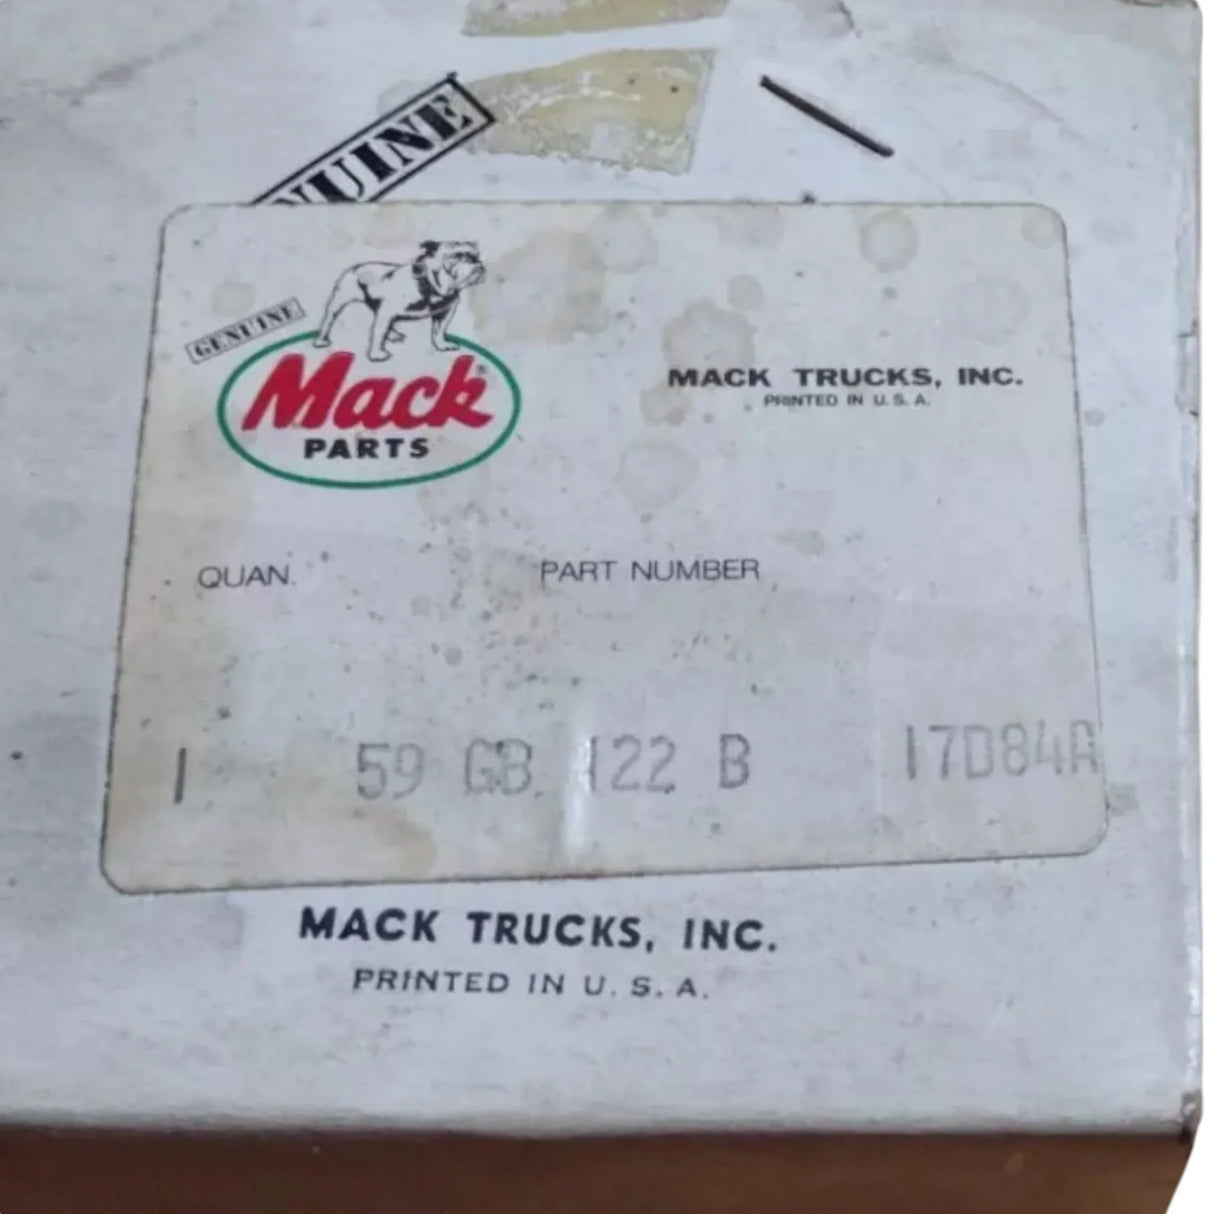 NUINE
GENUINE
Mack®
PARTS
MACK TRUCKS, INC.
PRINTED IN U. S. A.
QUAN.
PART NUMBER
1 59 GB 122 B 17D84A
MACK TRUCKS, INC.
PRINTED IN U. S. A.